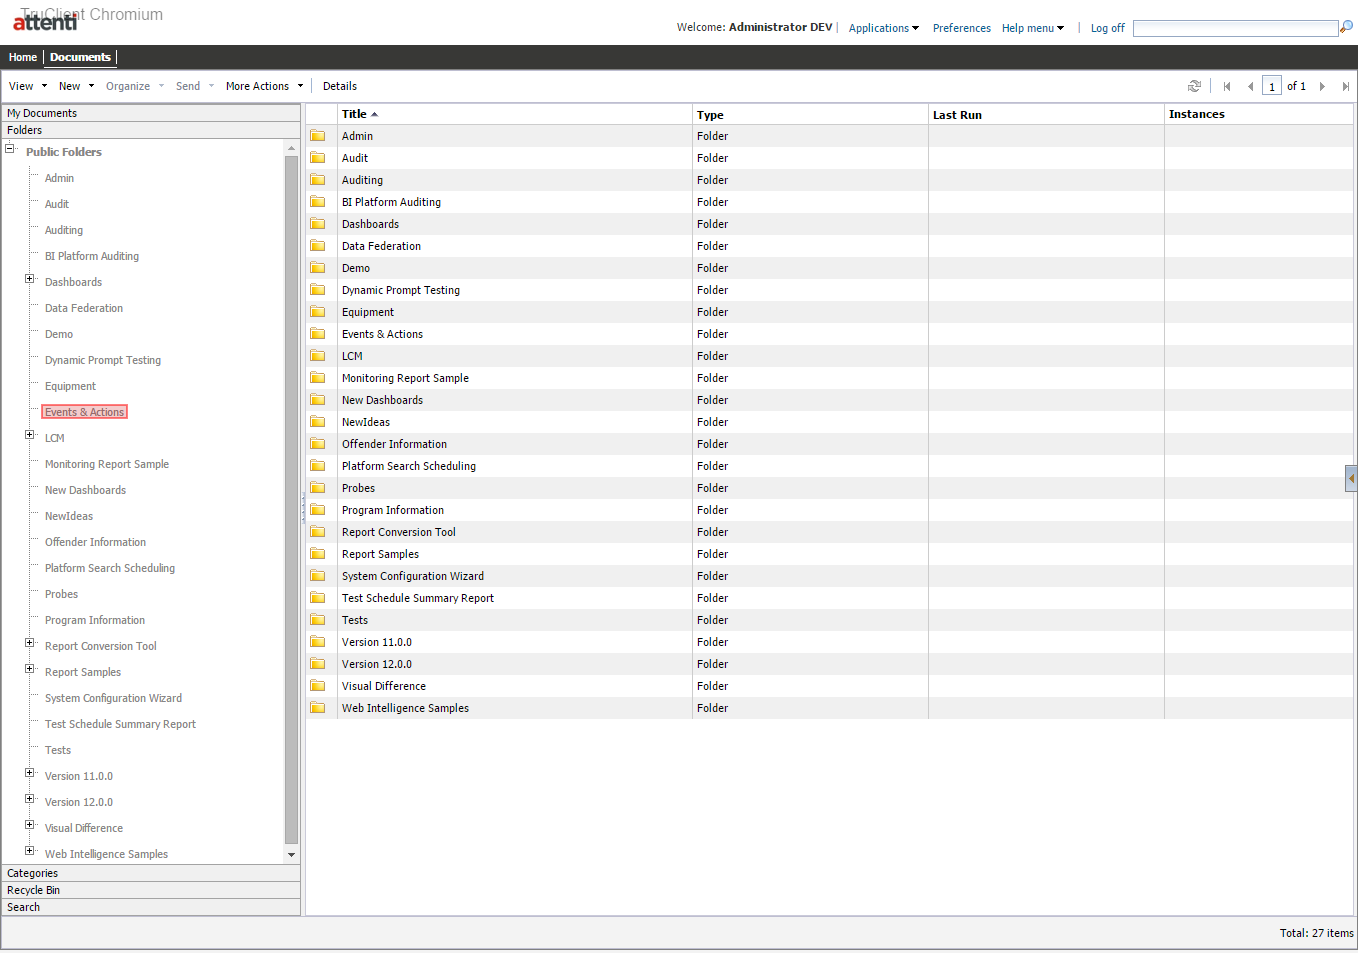 TruClient Chromium
attenti
Welcome: Administrator DEV | Applications Preferences Help menu | Log off
Home Documents
View New Organize Send More Actions Details
1 of 1
My Documents
Folders
Public Folders
Admin
Audit
Auditing
BI Platform Auditing
Dashboards
Data Federation
Demo
Dynamic Prompt Testing
Equipment
Events & Actions
LCM
Monitoring Report Sample
New Dashboards
NewIdeas
Offender Information
Platform Search Scheduling
Probes
Program Information
Report Conversion Tool
Report Samples
System Configuration Wizard
Test Schedule Summary Report
Tests
Version 11.0.0
Version 12.0.0
Visual Difference
Web Intelligence Samples
Categories
Recycle Bin
Search
Title Type Last Run Instances
Admin Folder
Audit Folder
Auditing Folder
BI Platform Auditing Folder
Dashboards Folder
Data Federation Folder
Demo Folder
Dynamic Prompt Testing Folder
Equipment Folder
Events & Actions Folder
LCM Folder
Monitoring Report Sample Folder
New Dashboards Folder
NewIdeas Folder
Offender Information Folder
Platform Search Scheduling Folder
Probes Folder
Program Information Folder
Report Conversion Tool Folder
Report Samples Folder
System Configuration Wizard Folder
Test Schedule Summary Report Folder
Tests Folder
Version 11.0.0 Folder
Version 12.0.0 Folder
Visual Difference Folder
Web Intelligence Samples Folder
Total: 27 items